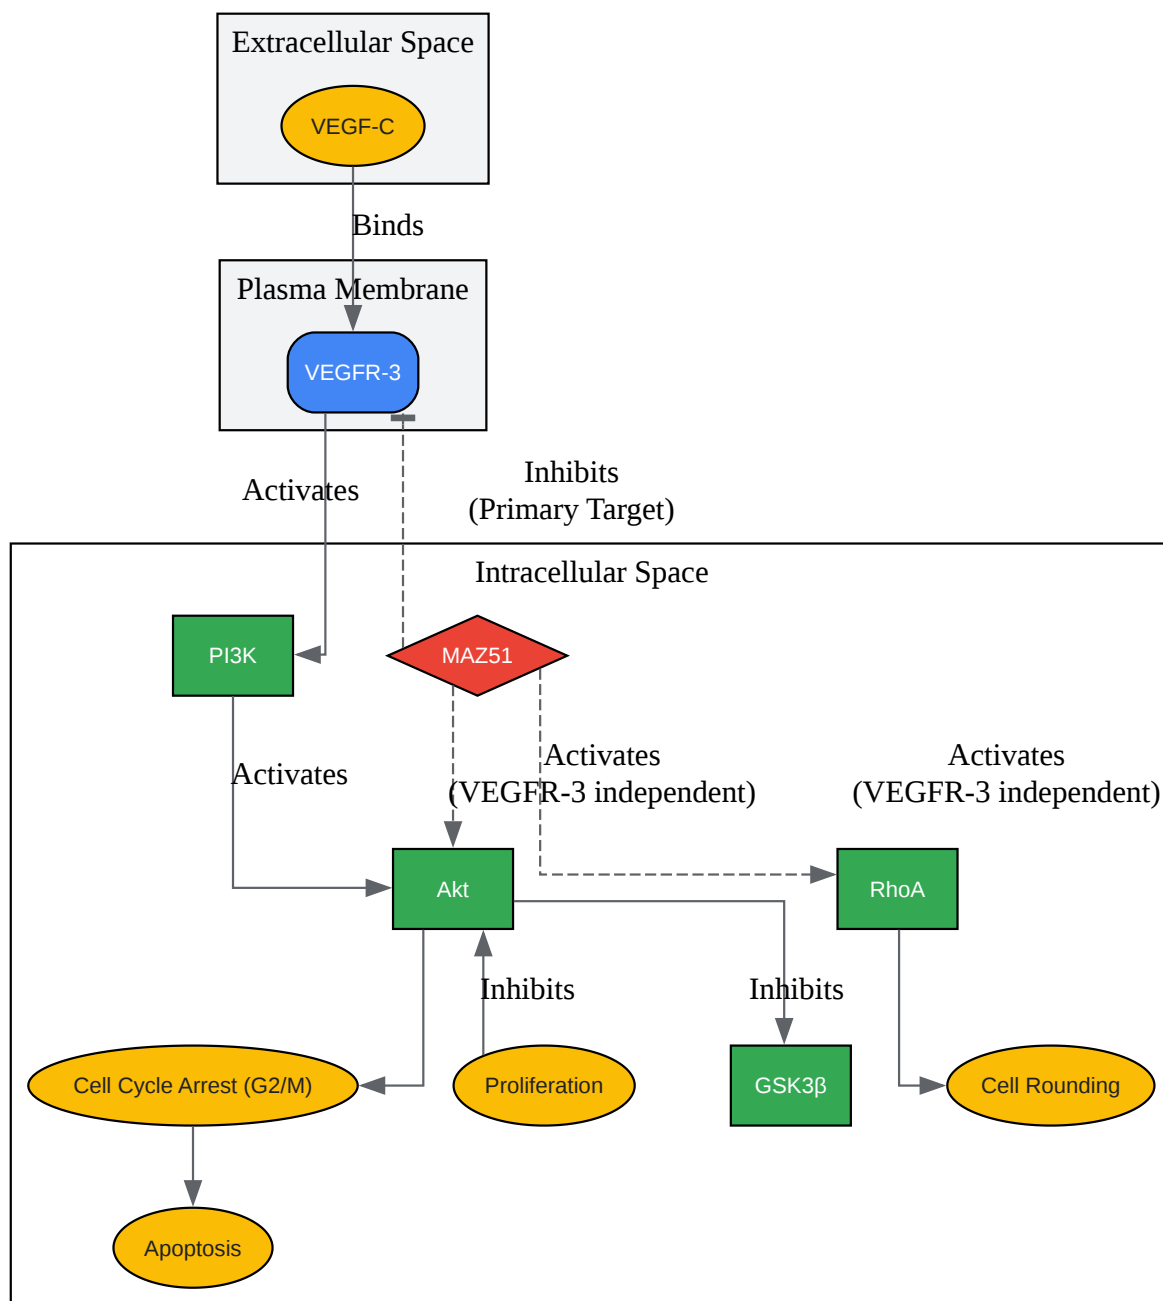 Extracellular Space
VEGF-C
Binds
Plasma Membrane
VEGFR-3
Activates
Inhibits
(Primary Target)
Intracellular Space
PI3K
MAZ51
Activates
Activates
(VEGFR-3 independent)
Activates
(VEGFR-3 independent)
Akt
RhoA
Inhibits
Inhibits
Cell Cycle Arrest (G2/M)
Proliferation
GSK3β
Cell Rounding
Apoptosis